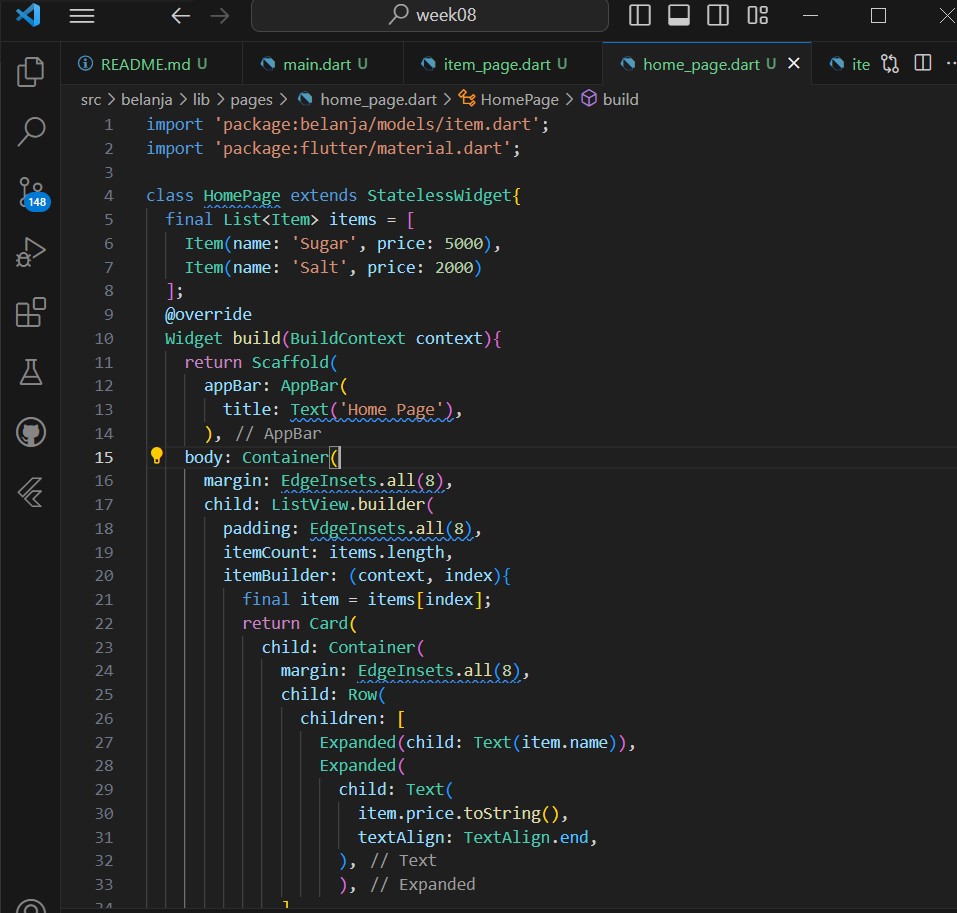 week08
README.md U
main.dart U
item_page.dart U
home_page.dart U
ite
src > belanja > lib > pages > home_page.dart > HomePage > build
148
1 import 'package:belanja/models/item.dart';
2 import 'package:flutter/material.dart';
3
4 class HomePage extends StatelessWidget{
5 final List<Item> items = [
6 Item(name: 'Sugar', price: 5000),
7 Item(name: 'Salt', price: 2000)
8 ];
9 @override
10 Widget build(BuildContext context){
11 return Scaffold(
12 appBar: AppBar(
13 title: Text('Home Page'),
14 ), // AppBar
15 body: Container(
16 margin: EdgeInsets.all(8),
17 child: ListView.builder(
18 padding: EdgeInsets.all(8),
19 itemCount: items.length,
20 itemBuilder: (context, index){
21 final item = items[index];
22 return Card(
23 child: Container(
24 margin: EdgeInsets.all(8),
25 child: Row(
26 children: [
27 Expanded(child: Text(item.name)),
28 Expanded(
29 child: Text(
30 item.price.toString(),
31 textAlign: TextAlign.end,
32 ), // Text
33 ), // Expanded
34 ]